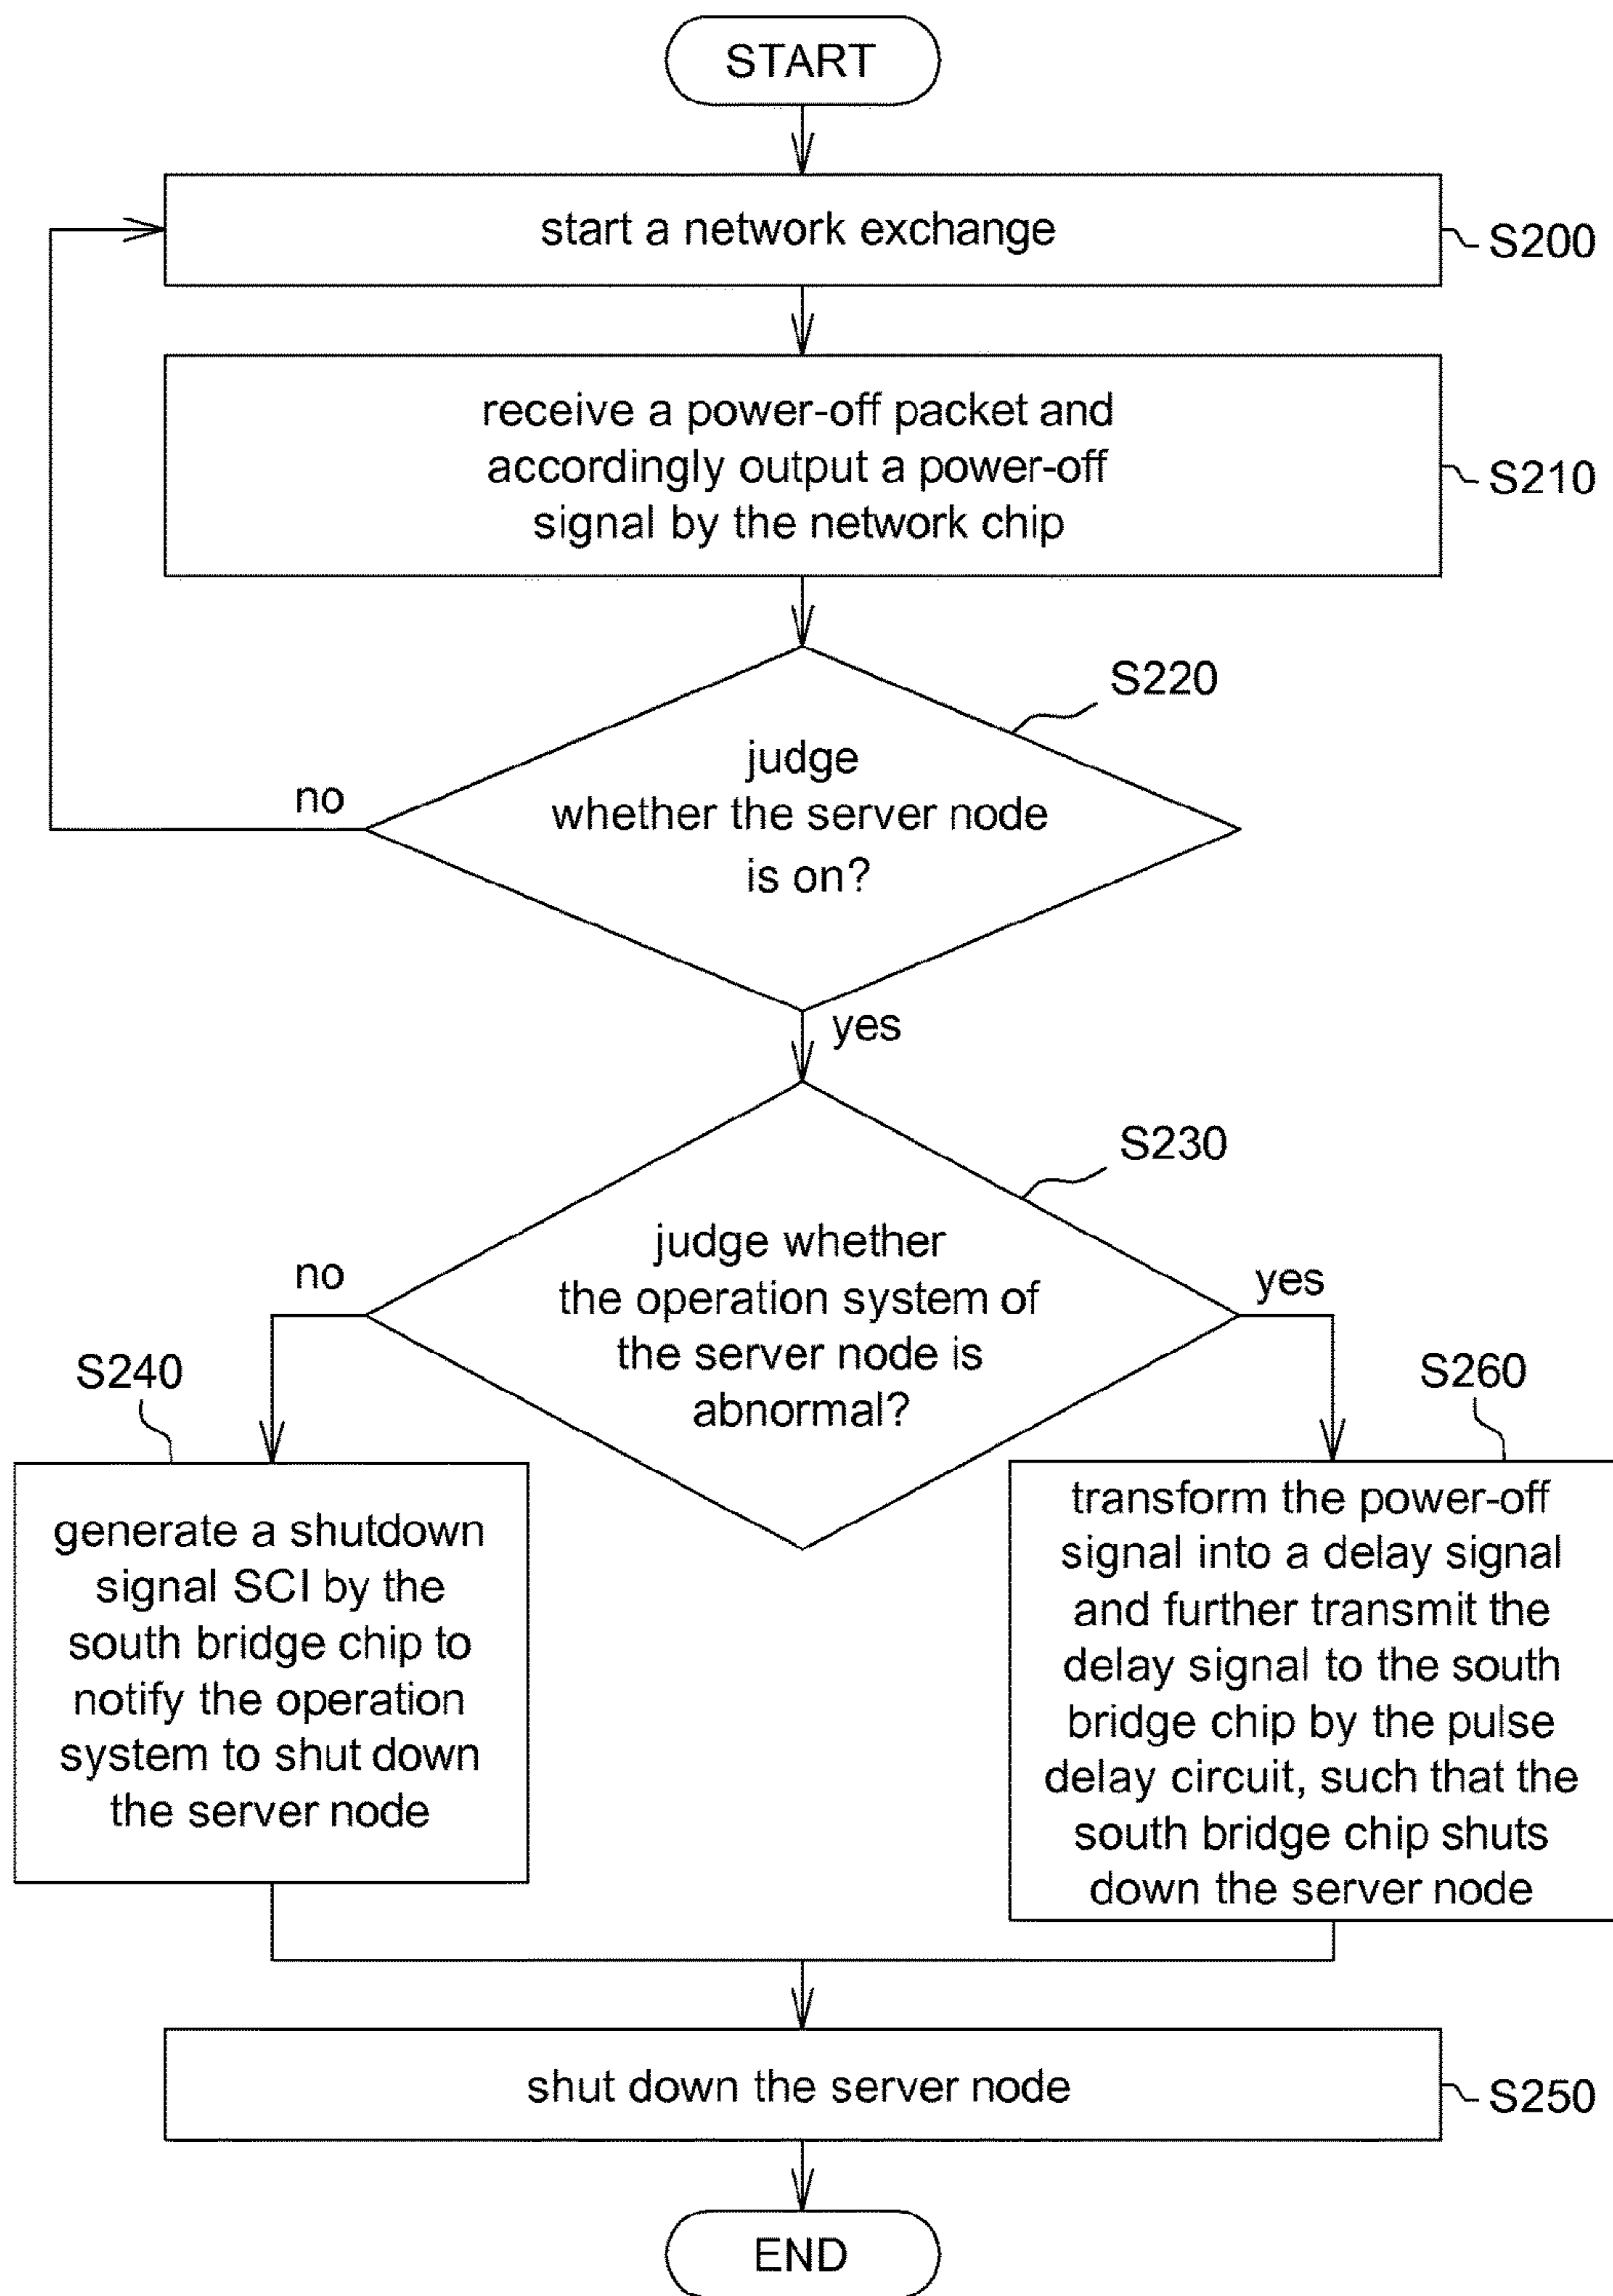 START
start a network exchange
S200
receive a power-off packet and
accordingly output a power-off
signal by the network chip
S210
S220
judge
whether the server node
is on?
no
yes
S230
judge whether
the operation system of
the server node is
abnormal?
no
yes
S240
generate a shutdown
signal SCI by the
south bridge chip to
notify the operation
system to shut down
the server node
S260
transform the power-off
signal into a delay signal
and further transmit the
delay signal to the south
bridge chip by the pulse
delay circuit, such that the
south bridge chip shuts
down the server node
shut down the server node
S250
END